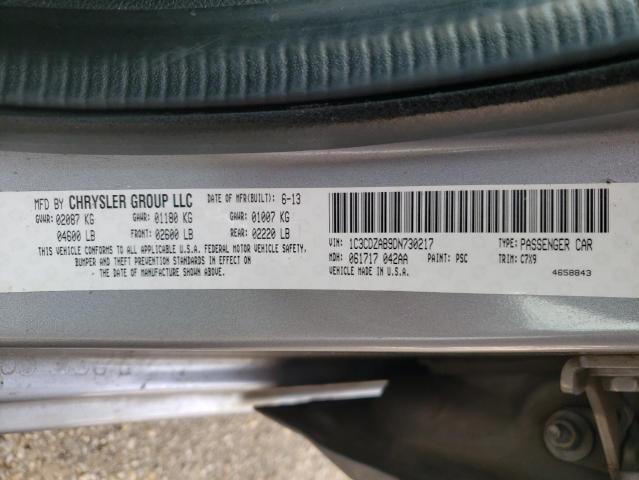 MFD BY CHRYSLER GROUP LLC DATE OF MFR(BUILT): 6-13
GVWR: 02087 KG GAWR: 01180 KG GAWR: 01007 KG
04600 LB FRONT: 02600 LB REAR: 02220 LB
THIS VEHICLE CONFORMS TO ALL APPLICABLE U.S.A. FEDERAL MOTOR VEHICLE SAFETY,
BUMPER AND THEFT PREVENTION STANDARDS IN EFFECT ON
- THE DATE OF MANUFACTURE SHOWN ABOVE. -
VIN: 1C3CDZAB9DN730217 TYPE: PASSENGER CAR
MDH: 061717 042AA PAINT: PSC TRIM: C7X9
4658843